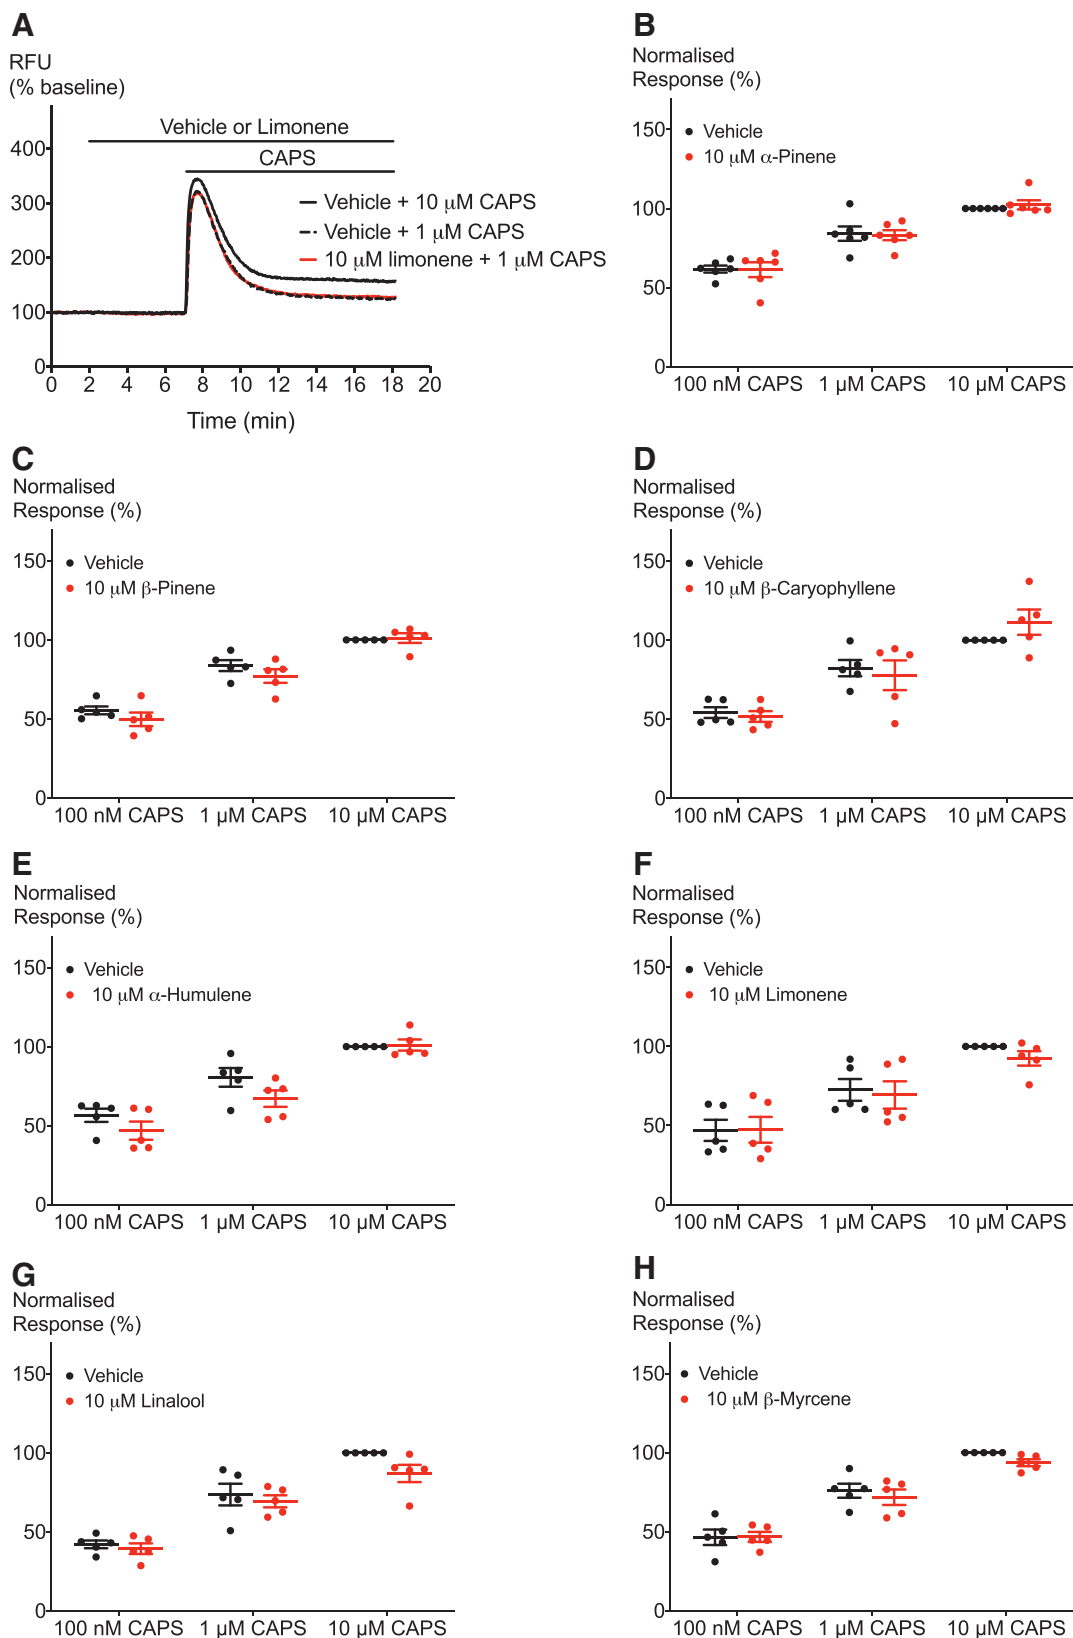 A
RFU
(% baseline)
Vehicle or Limonene
CAPS
400
300
200
100
0
Vehicle + 10 µM CAPS
Vehicle + 1 µM CAPS
10 µM limonene + 1 µM CAPS
0 2 4 6 8 10 12 14 16 18 20
Time (min)
B
Normalised
Response (%)
150
100
50
0
Vehicle
10 µM α-Pinene
100 nM CAPS 1 µM CAPS 10 µM CAPS
C
Normalised
Response (%)
150
100
50
0
Vehicle
10 µM β-Pinene
100 nM CAPS 1 µM CAPS 10 µM CAPS
D
Normalised
Response (%)
150
100
50
0
Vehicle
10 µM β-Caryophyllene
100 nM CAPS 1 µM CAPS 10 µM CAPS
E
Normalised
Response (%)
150
100
50
0
Vehicle
10 µM α-Humulene
100 nM CAPS 1 µM CAPS 10 µM CAPS
F
Normalised
Response (%)
150
100
50
0
Vehicle
10 µM Limonene
100 nM CAPS 1 µM CAPS 10 µM CAPS
G
Normalised
Response (%)
150
100
50
0
Vehicle
10 µM Linalool
100 nM CAPS 1 µM CAPS 10 µM CAPS
H
Normalised
Response (%)
150
100
50
0
Vehicle
10 µM β-Myrcene
100 nM CAPS 1 µM CAPS 10 µM CAPS